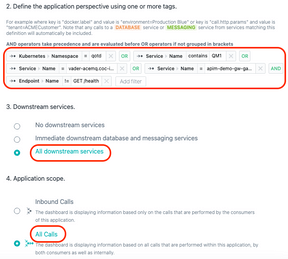 2. Define the application perspective using one or more tags.
For example where key is "docker.label" and value is "environment=Production Blue" or key is "call.http.params" and value is
"tenant=ACMECustomer". Note that calls to a DATABASE service or MESSAGING service from services matching this
definition will automatically be included.
AND operators take precedence and are evaluated before OR operators if not grouped in brackets
Kubernetes > Namespace = qotd OR Service > Name contains QM1 OR
Service > Name = vader-acemq.coc-i... OR Service > Name = apim-demo-gw-ga... AND
Endpoint > Name != GET /health Add filter
3. Downstream services.
No downstream services
Immediate downstream database and messaging services
All downstream services
4. Application scope.
Inbound Calls
The dashboard is displaying information based only on the calls that are performed by the consumers
of this application.
All Calls
The dashboard is displaying information based on all calls that are performed within this application, by
both consumers as well as internally.